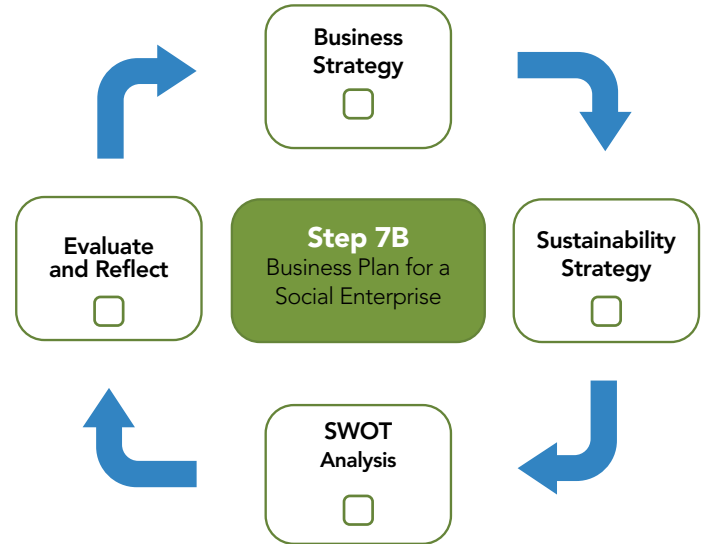 Business
Strategy
Evaluate
and Reflect
Step 7B
Business Plan for a
Social Enterprise
Sustainability
Strategy
SWOT
Analysis